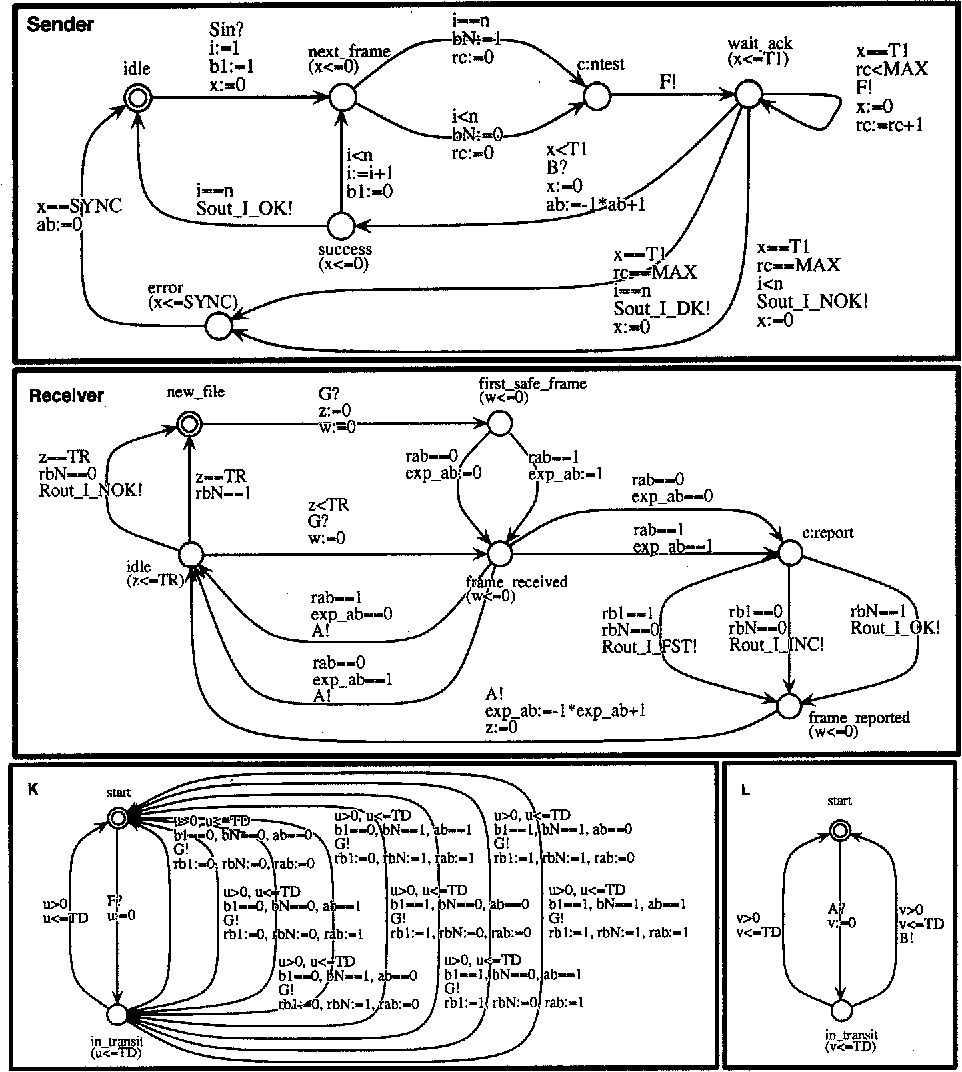 Sender
Sin?
i:=1
b1:=1
x:=0
idle
next_frame
(x<=0)
i==n
bN:=1
rc:=0
c:ntest
F!
wait_ack
(x<=T1)
x==T1
rc<MAX
F!
x:=0
rc:=rc+1
i<n
bN:=0
rc:=0
i<n
i:=i+1
b1:=0
x<T1
B?
x:=0
ab:=-1*ab+1
i==n
Sout_I_OK!
x==SYNC
ab:=0
success
(x<=0)
error
(x<=SYNC)
x==T1
rc==MAX
i==n
Sout_I_DK!
x:=0
x==T1
rc==MAX
i<n
Sout_I_NOK!
x:=0
Receiver
new_file
G?
z:=0
w:=0
first_safe_frame
(w<=0)
z==TR
rbN==0
Rout_I_NOK!
z==TR
rbN==1
rab==0
exp_ab:=0
rab==1
exp_ab:=1
z<TR
G?
w:=0
rab==0
exp_ab==0
rab==1
exp_ab==1
c:report
idle
(z<=TR)
frame_received
(w<=0)
rab==1
exp_ab==0
A!
rab==0
exp_ab==1
A!
rb1==1
rbN==0
Rout_I_FST!
rb1==0
rbN==0
Rout_I_INC!
rbN==1
Rout_I_OK!
A!
exp_ab:=-1*exp_ab+1
z:=0
frame_reported
(w<=0)
K
start
u>0
u<=TD
F?
u:=0
u>0, u<=TD
b1==0, bN==0, ab==0
G!
rb1:=0, rbN:=0, rab:=0
u>0, u<=TD
b1==0, bN==1, ab==1
G!
rb1:=0, rbN:=1, rab:=1
u>0, u<=TD
b1==1, bN==1, ab==0
G!
rb1:=1, rbN:=1, rab:=0
u>0, u<=TD
b1==0, bN==0, ab==1
G!
rb1:=0, rbN:=0, rab:=1
u>0, u<=TD
b1==1, bN==0, ab==0
G!
rb1:=1, rbN:=0, rab:=0
u>0, u<=TD
b1==1, bN==1, ab==1
G!
rb1:=1, rbN:=1, rab:=1
u>0, u<=TD
b1==0, bN==1, ab==0
G!
rb1:=0, rbN:=1, rab:=0
u>0, u<=TD
b1==1, bN==0, ab==1
G!
rb1:=1, rbN:=0, rab:=1
in_transit
(u<=TD)
L
start
v>0
v<=TD
A?
v:=0
v>0
v<=TD
B!
in_transit
(v<=TD)